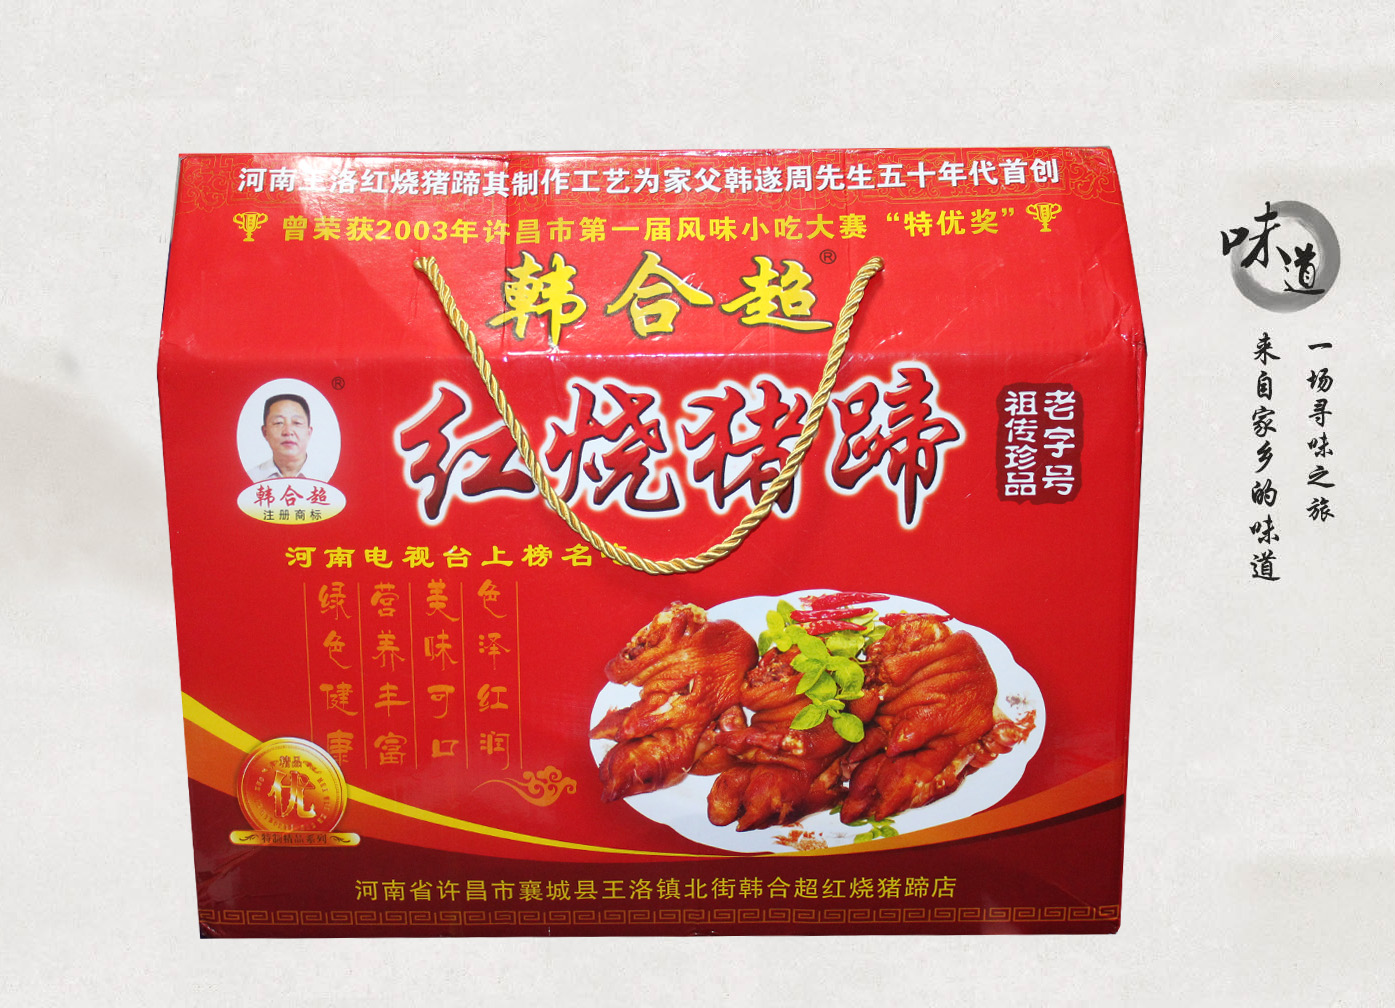 河南王洛红烧猪蹄其制作工艺为家父韩遂周先生五十年代首创
曾荣获2003年许昌市第一届风味小吃大赛“特优奖”
韩合超®
®
韩合超
注册商标
红烧猪蹄
老字号
祖传珍品
河南电视台上榜名
色泽红润
美味可口
营养丰富
绿色健康
优
特制精品系列
河南省许昌市襄城县王洛镇北街韩合超红烧猪蹄店
味道
一场寻味之旅
来自家乡的味道